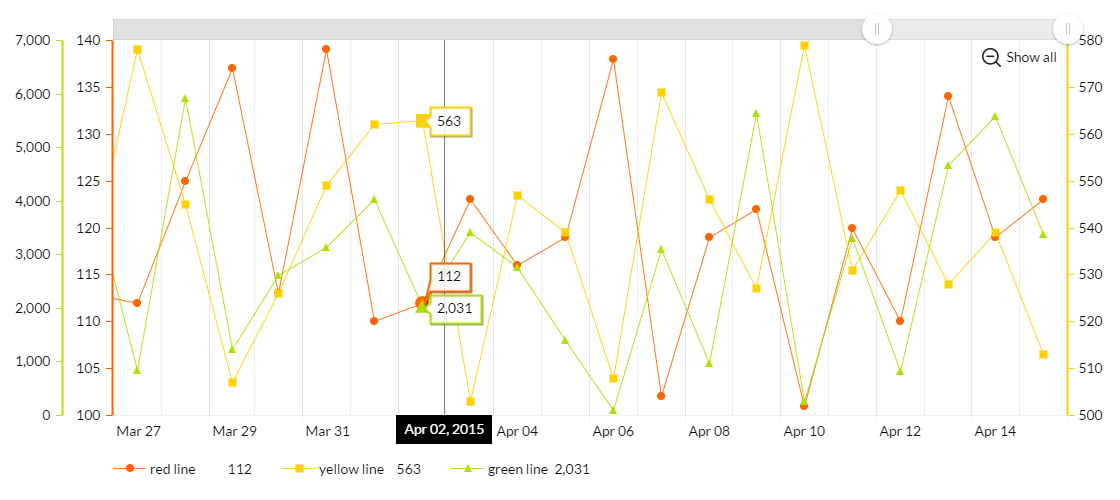 7,000 140 580
Show all
6,000 135 570
130 560
563
5,000
125 550
4,000
120 540
3,000
115 530
112
2,000 2,031
110 520
1,000
105 510
0 100 500
Mar 27 Mar 29 Mar 31 Apr 02, 2015 Apr 04 Apr 06 Apr 08 Apr 10 Apr 12 Apr 14
red line 112 yellow line 563 green line 2,031